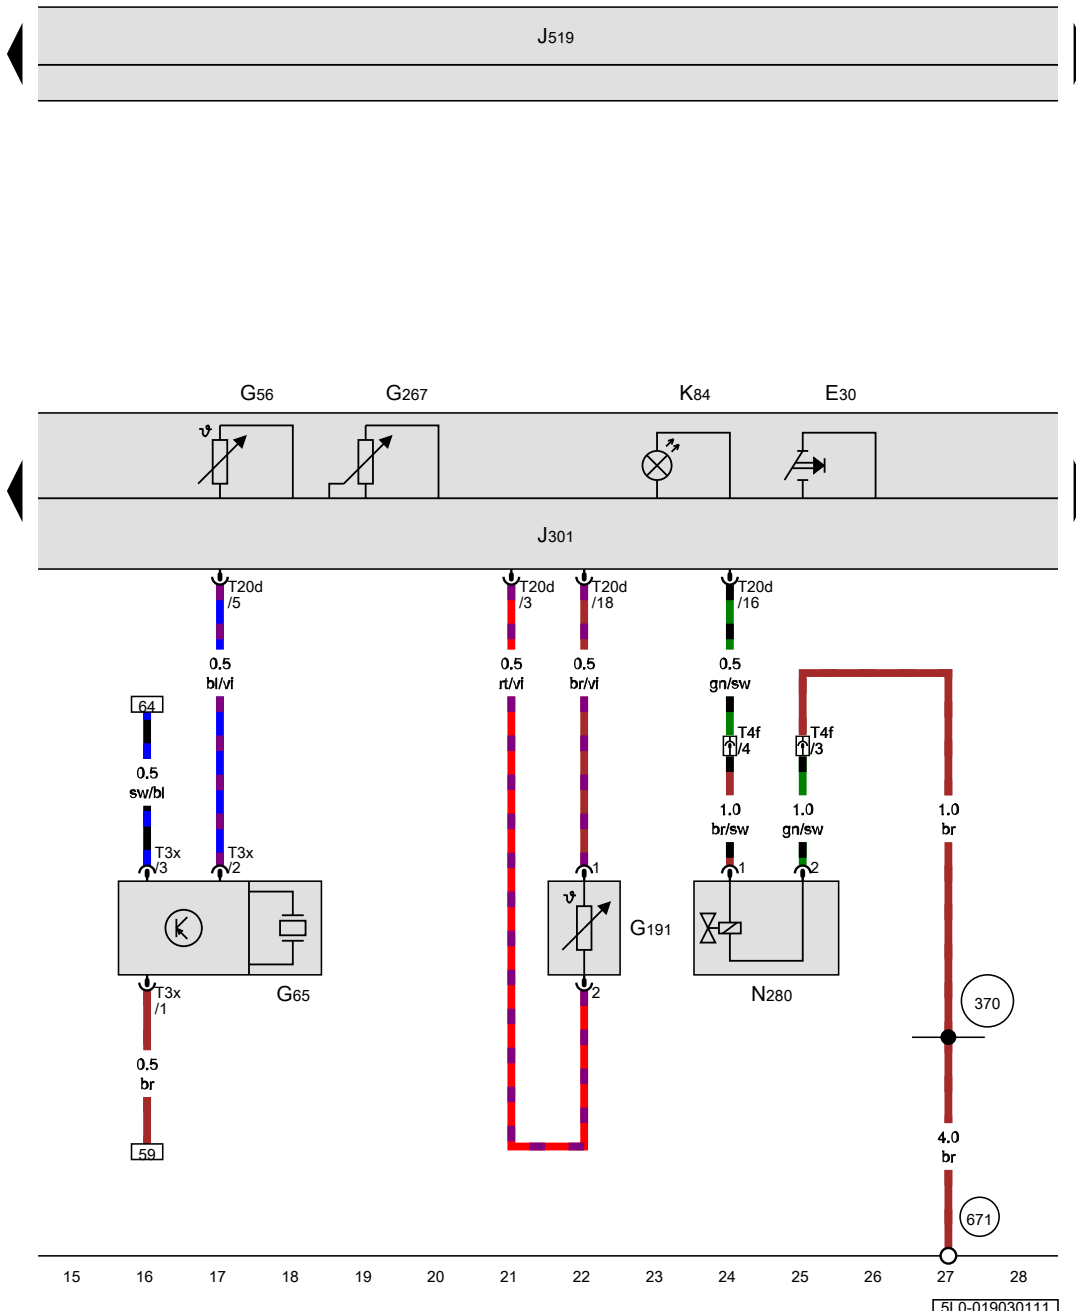 J519
G56 G267 K84 E30
ϑ
J301
T20d /5
T20d /3
T20d /18
T20d /16
0.5 bl/vi
0.5 rt/vi
0.5 br/vi
0.5 gn/sw
64
T4f /4
T4f /3
0.5 sw/bl
1.0 br/sw
1.0 gn/sw
1.0 br
T3x /3
T3x /2
1
1
2
ϑ
G191
T3x /1
G65
2
N280
370
0.5 br
59
4.0 br
671
15 16 17 18 19 20 21 22 23 24 25 26 27 28
5L0-019030111